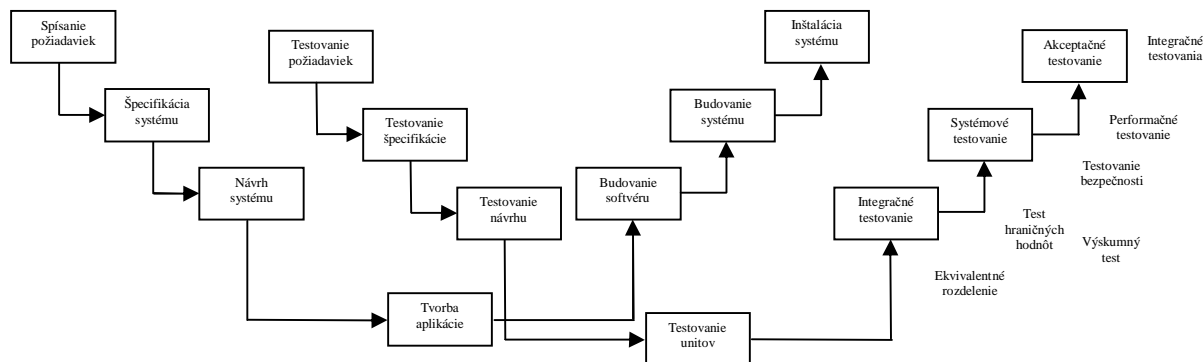 Spísanie
požiadaviek
Špecifikácia
systému
Návrh
systému
Tvorba
aplikácie
Testovanie
požiadaviek
Testovanie
špecifikácie
Testovanie
návrhu
Testovanie
unitov
Budovanie
softvéru
Budovanie
systému
Inštalácia
systému
Integračné
testovanie
Systémové
testovanie
Akceptačné
testovanie
Integračné
testovania
Performačné
testovanie
Testovanie
bezpečnosti
Test
hraničných
hodnôt
Výskumný
test
Ekvivalentné
rozdelenie